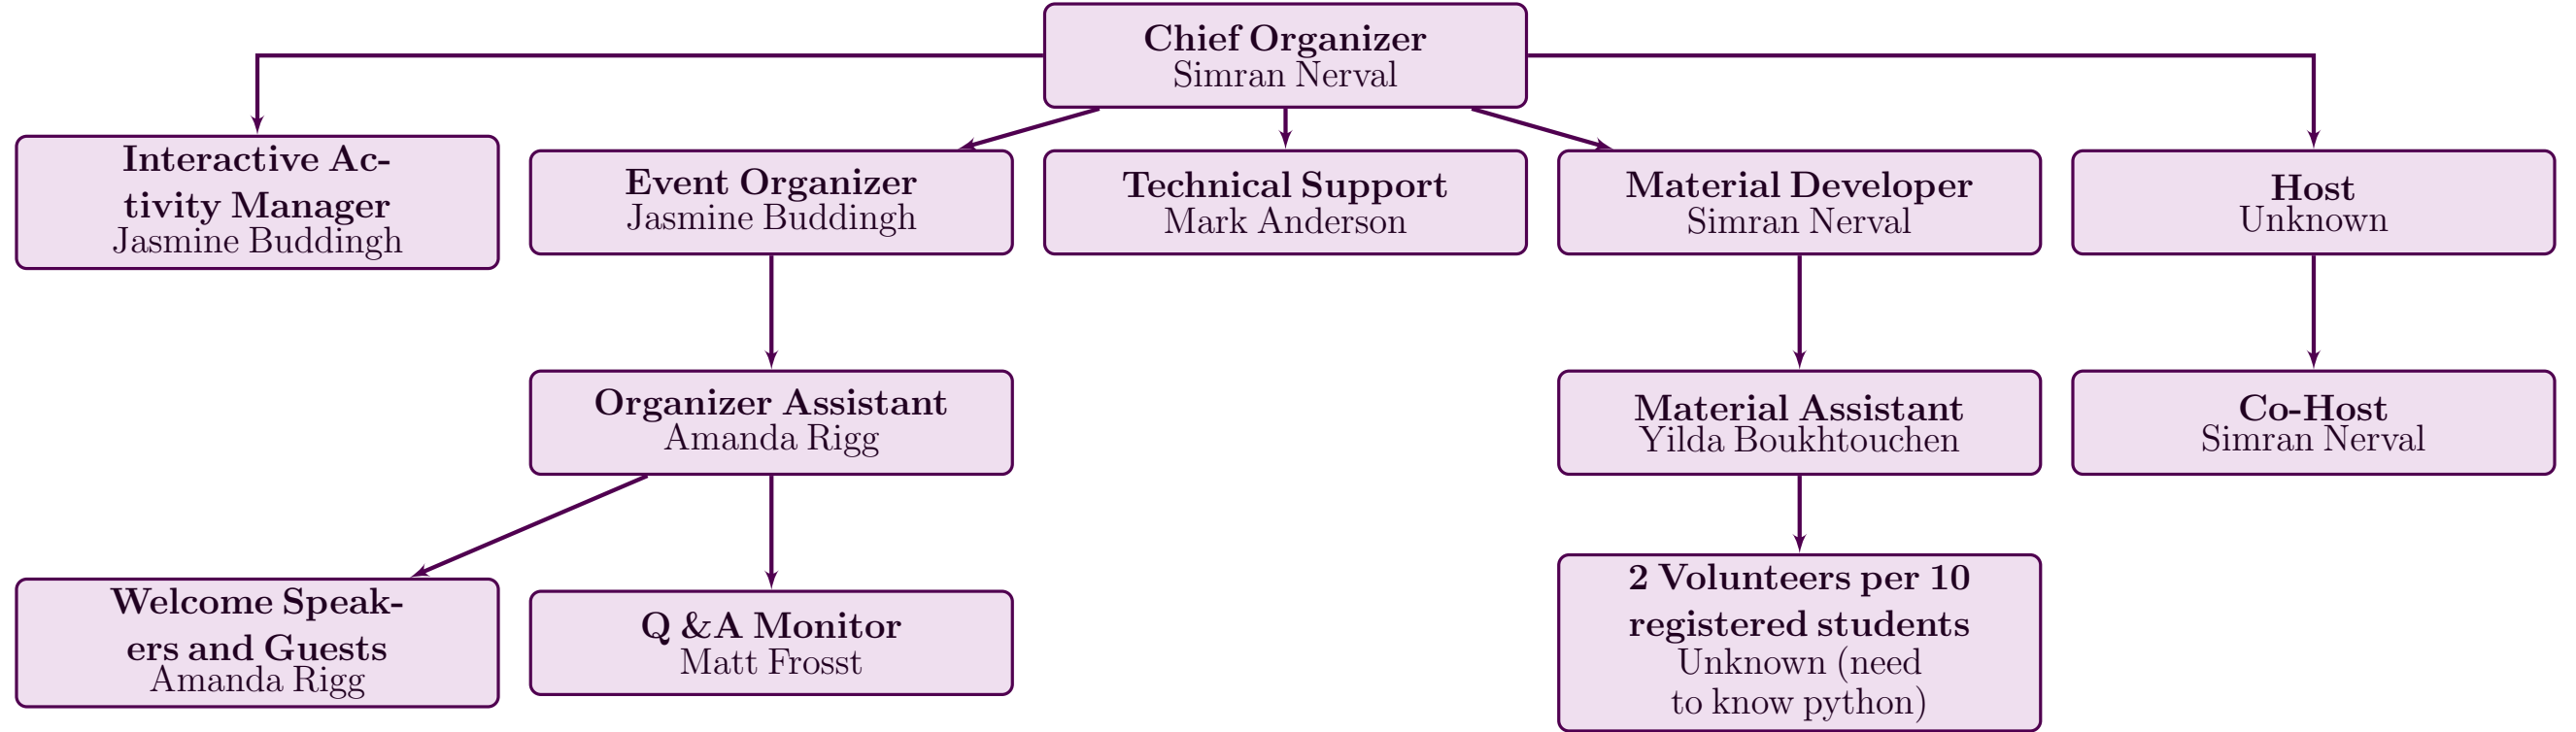 Chief Organizer
Simran Nerval
Interactive Ac-
tivity Manager
Jasmine Buddingh
Event Organizer
Jasmine Buddingh
Technical Support
Mark Anderson
Material Developer
Simran Nerval
Host
Unknown
Organizer Assistant
Amanda Rigg
Material Assistant
Yilda Boukhtouchen
Co-Host
Simran Nerval
Welcome Speak-
ers and Guests
Amanda Rigg
Q &A Monitor
Matt Frosst
2 Volunteers per 10
registered students
Unknown (need
to know python)